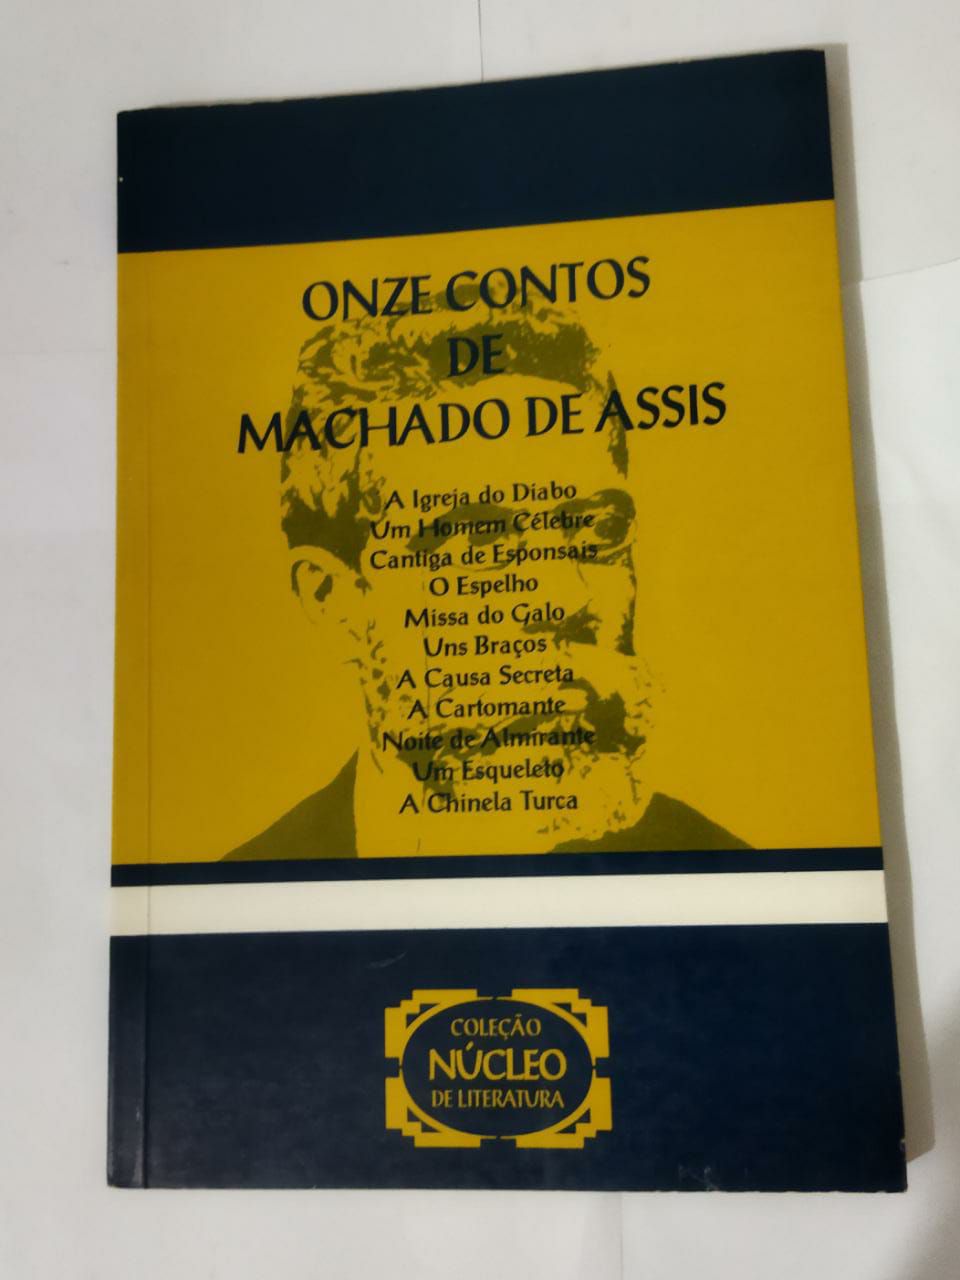 ONZE CONTOS
DE
MACHADO DE ASSIS
A Igreja do Diabo
Um Homem Célebre
Cantiga de Esponsais
O Espelho
Missa do Galo
Uns Braços
A Causa Secreta
A Cartomante
Noite de Almirante
Um Esqueleto
A Chinela Turca
COLEÇÃO
NÚCLEO
DE LITERATURA